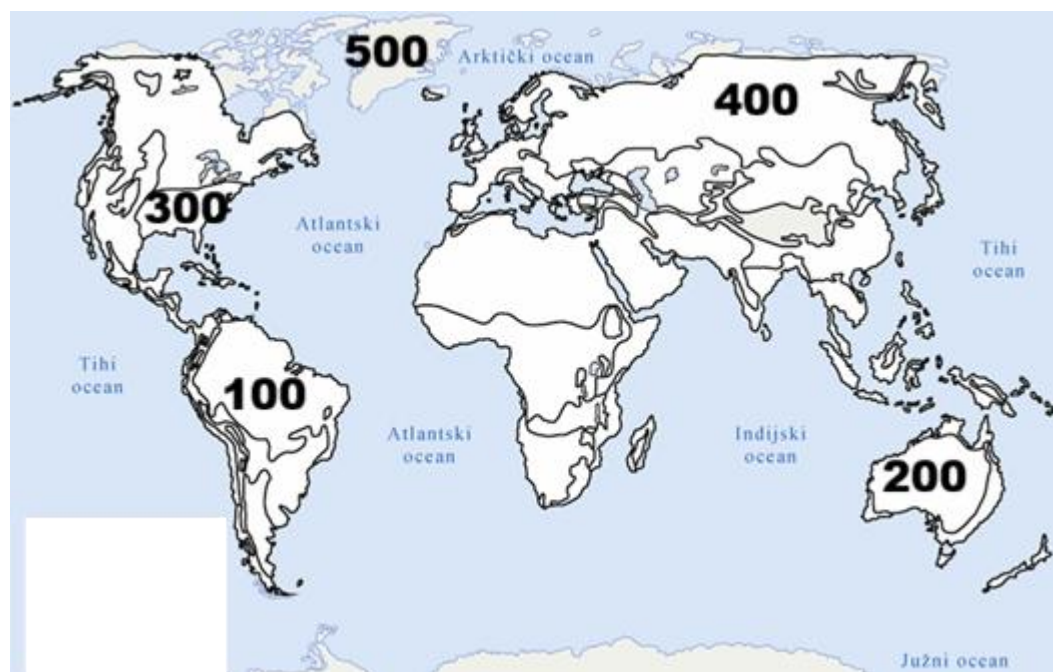 500
Arktički ocean
400
300
Atlantski
ocean
Tihi
ocean
Tihi
ocean
100
Atlantski
ocean
Indijski
ocean
200
Južni ocean